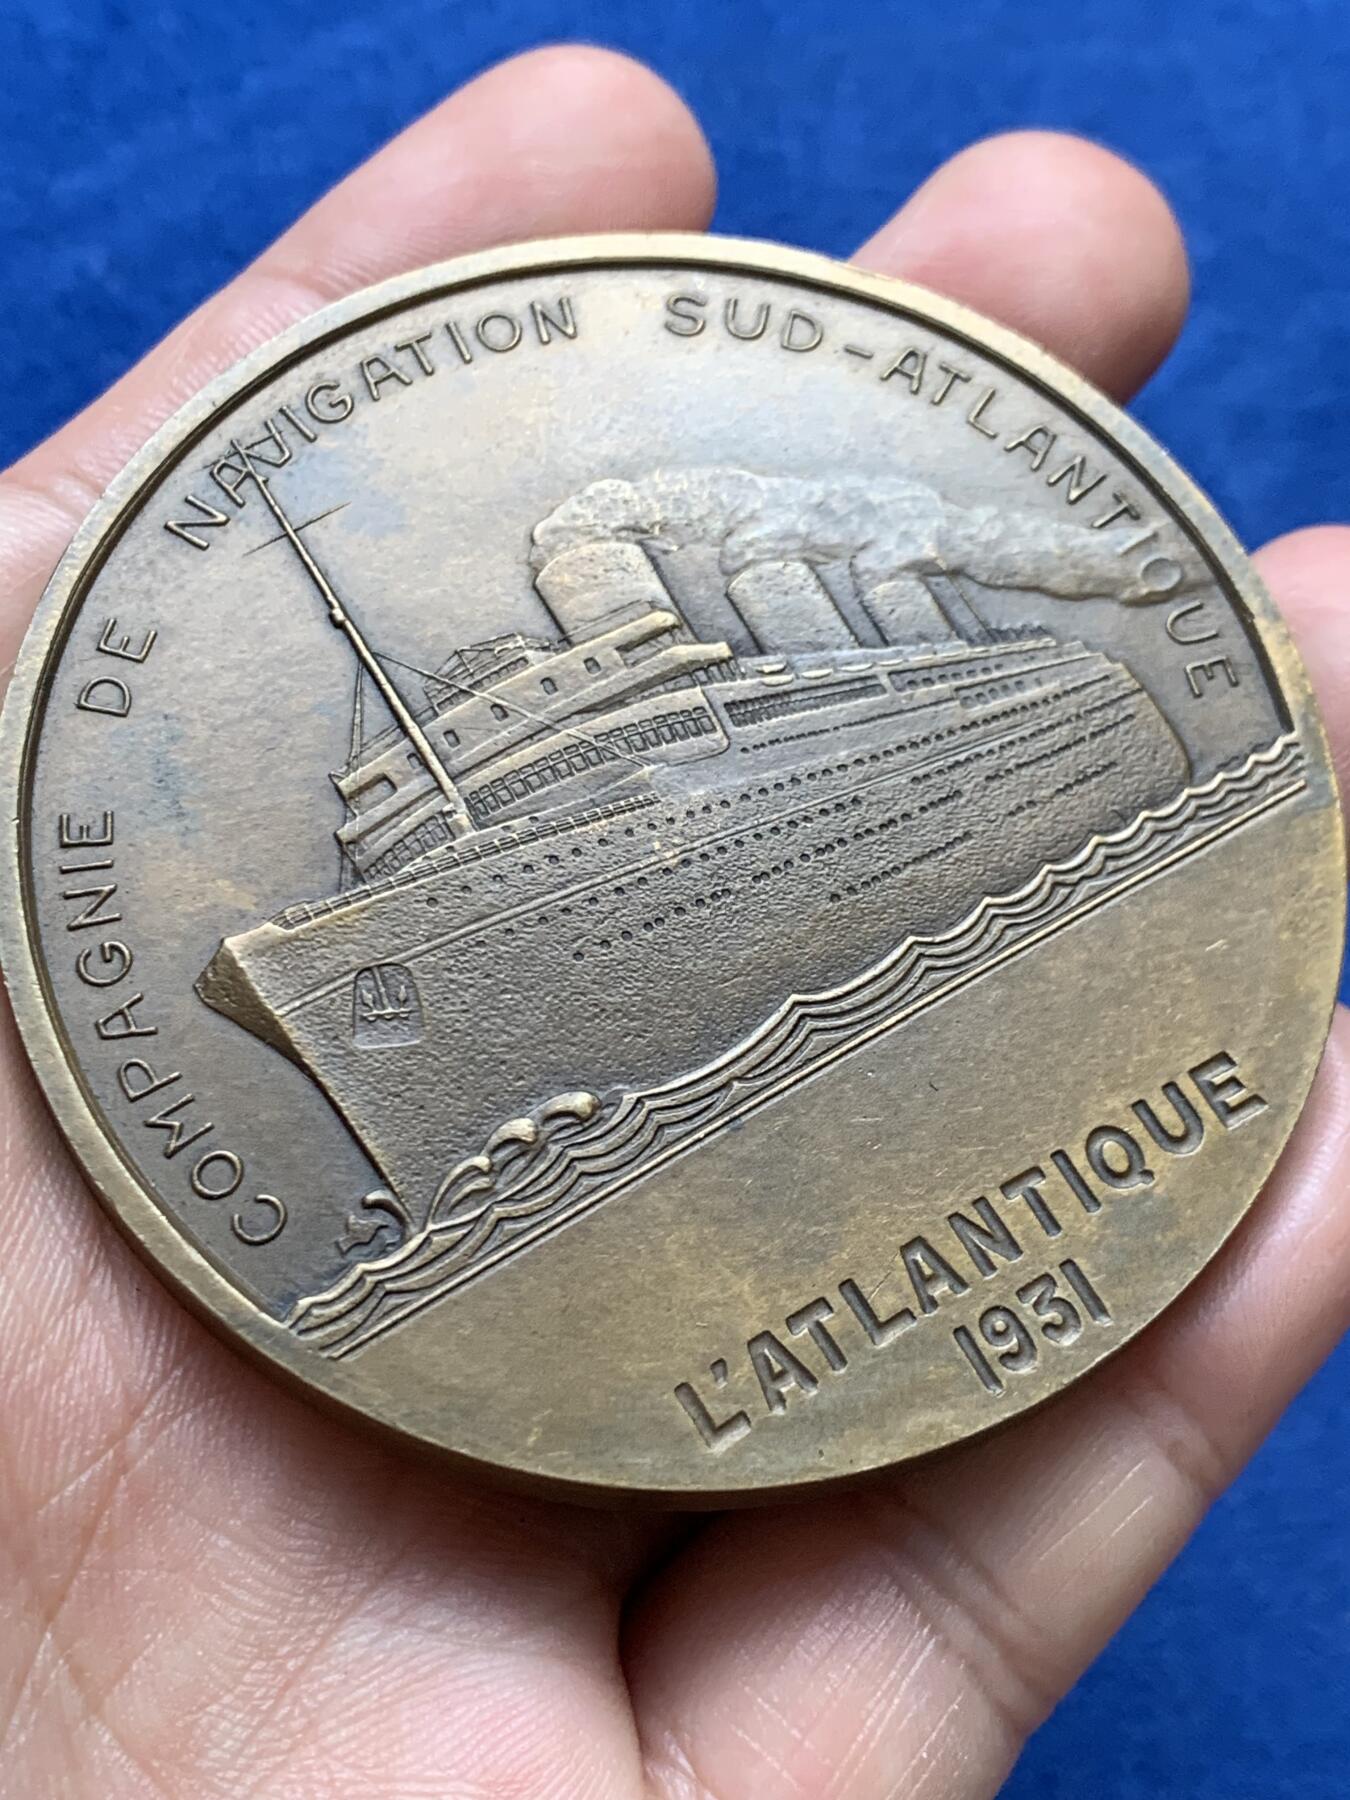 COMPAGNIE DE NAVIGATION SUD-ATLANTIQUE
L'ATLANTIQUE
1931